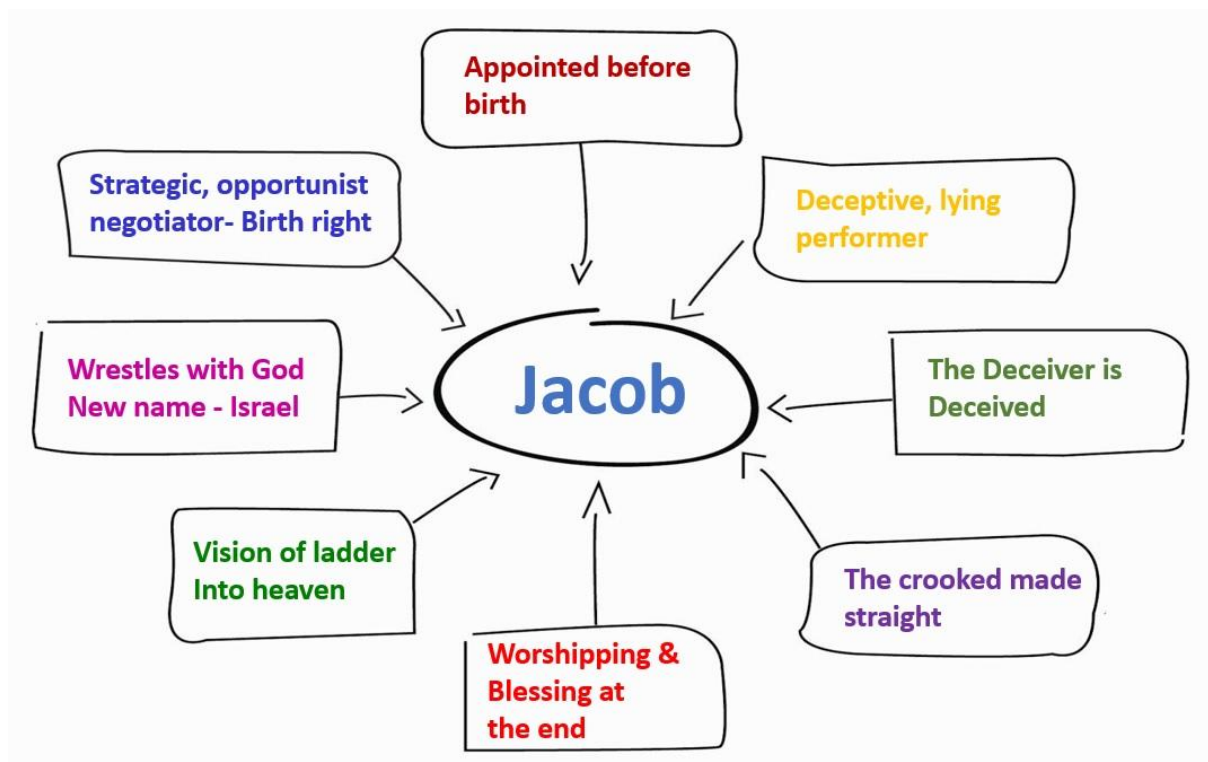 Appointed before
birth
Strategic, opportunist
negotiator- Birth right
Deceptive, lying
performer
Wrestles with God
New name - Israel
Jacob
The Deceiver is
Deceived
Vision of ladder
Into heaven
The crooked made
straight
Worshipping &
Blessing at
the end